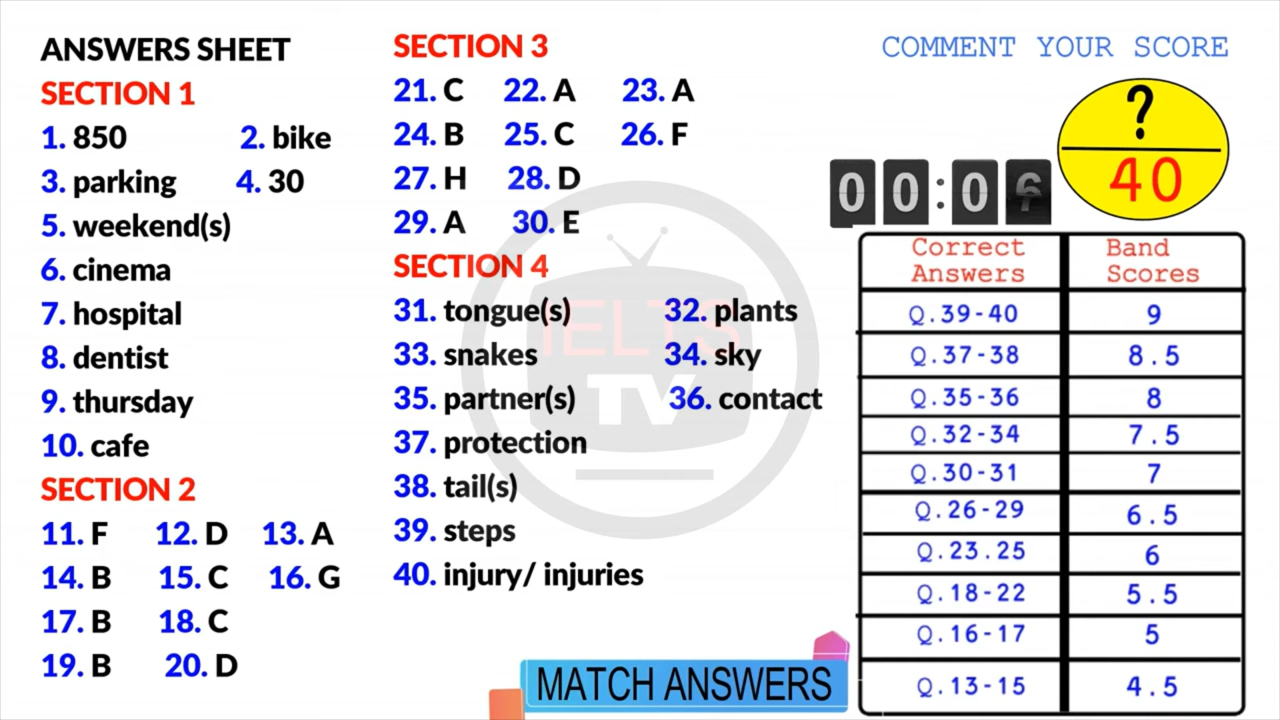 ANSWERS SHEET
SECTION 1
1. 850 2. bike
3. parking 4. 30
5. weekend(s)
6. cinema
7. hospital
8. dentist
9. thursday
10. cafe
SECTION 2
11. F 12. D 13. A
14. B 15. C 16. G
17. B 18. C
19. B 20. D
SECTION 3
21. C 22. A 23. A
24. B 25. C 26. F
27. H 28. D
29. A 30. E
SECTION 4
31. tongue(s) 32. plants
33. snakes 34. sky
35. partner(s) 36. contact
37. protection
38. tail(s)
39. steps
40. injury/ injuries
IELTS
TV
MATCH ANSWERS
COMMENT YOUR SCORE
?
40
00:0
Correct Answers Band Scores
Q.39-40 9
Q.37-38 8.5
Q.35-36 8
Q.32-34 7.5
Q.30-31 7
Q.26-29 6.5
Q.23.25 6
Q.18-22 5.5
Q.16-17 5
Q.13-15 4.5